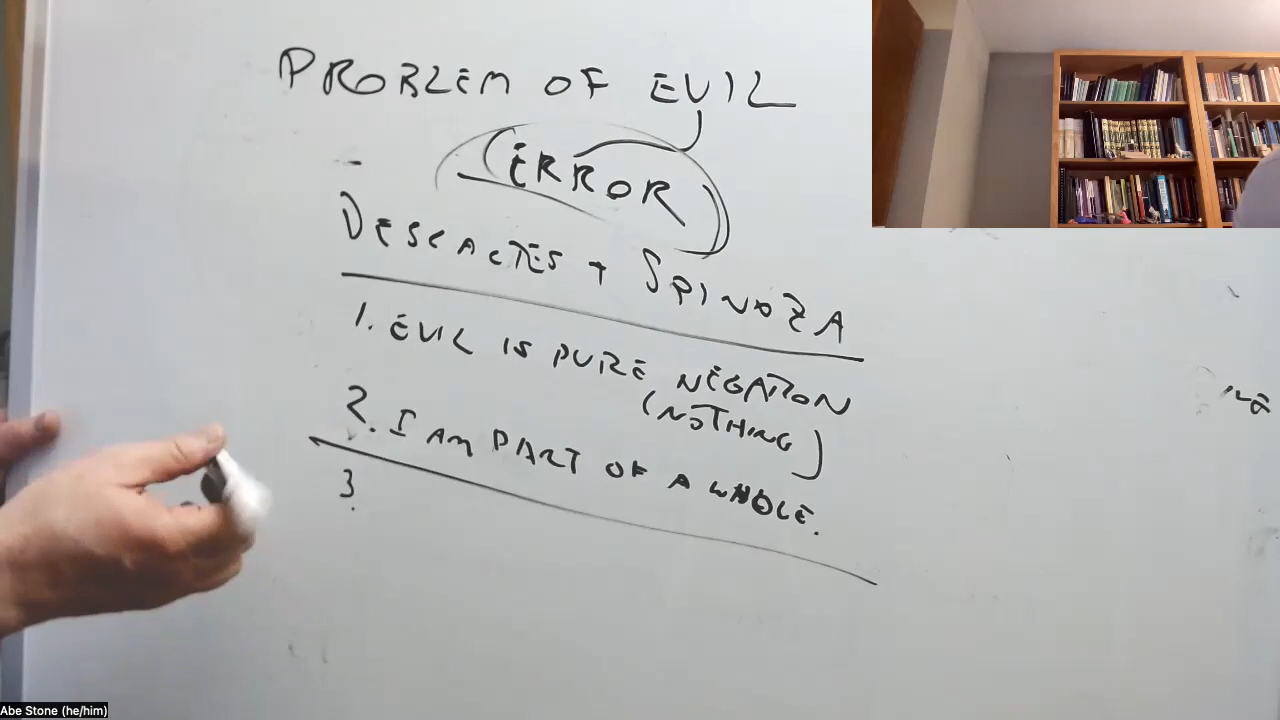 PROBLEM OF EVIL
(ERROR)
DESCARTES + SPINOZA
1. EVIL IS PURE NEGATION
(NOTHING)
2. I AM PART OF A WHOLE.
3.
Abe Stone (he/him)